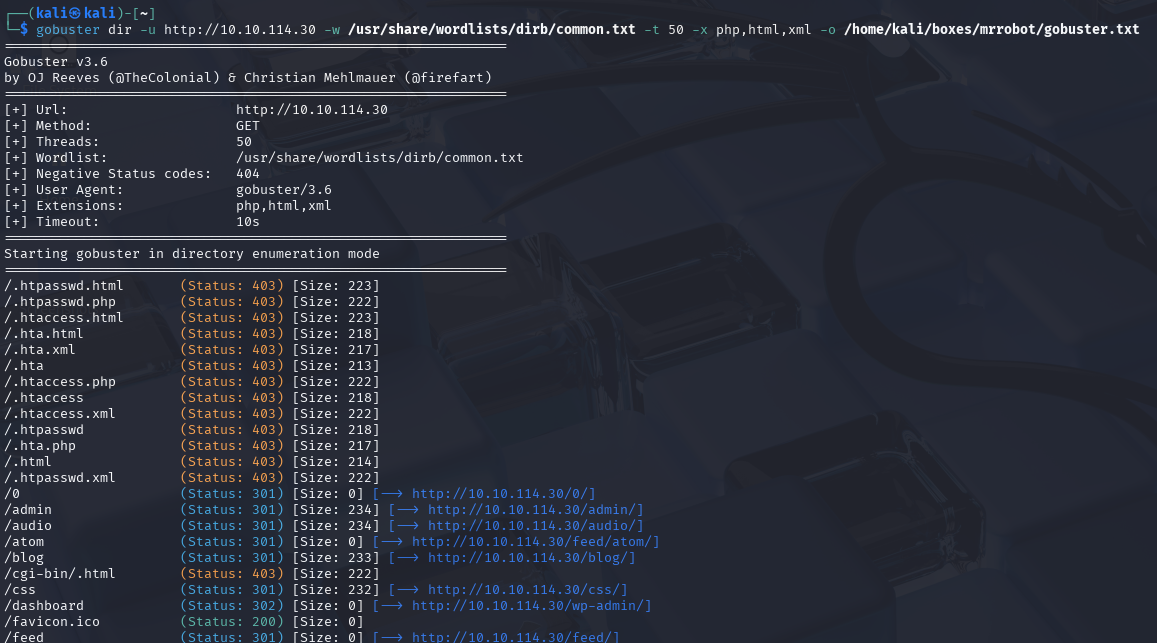 ┌──(kali㉿kali)-[~]
└─$ gobuster dir -u http://10.10.114.30 -w /usr/share/wordlists/dirb/common.txt -t 50 -x php,html,xml -o /home/kali/boxes/mrrobot/gobuster.txt
===============================================================
Gobuster v3.6
by OJ Reeves (@TheColonial) & Christian Mehlmauer (@firefart)
===============================================================
[+] Url:                     http://10.10.114.30
[+] Method:                  GET
[+] Threads:                 50
[+] Wordlist:                /usr/share/wordlists/dirb/common.txt
[+] Negative Status codes:   404
[+] User Agent:              gobuster/3.6
[+] Extensions:              php,html,xml
[+] Timeout:                 10s
===============================================================
Starting gobuster in directory enumeration mode
===============================================================
/.htpasswd.html       (Status: 403) [Size: 223]
/.htpasswd.php        (Status: 403) [Size: 222]
/.htaccess.html       (Status: 403) [Size: 223]
/.hta.html            (Status: 403) [Size: 218]
/.hta.xml             (Status: 403) [Size: 217]
/.hta                 (Status: 403) [Size: 213]
/.htaccess.php        (Status: 403) [Size: 222]
/.htaccess            (Status: 403) [Size: 218]
/.htaccess.xml        (Status: 403) [Size: 222]
/.htpasswd            (Status: 403) [Size: 218]
/.hta.php             (Status: 403) [Size: 217]
/.html                (Status: 403) [Size: 214]
/.htpasswd.xml        (Status: 403) [Size: 222]
/0                    (Status: 301) [Size: 0] [--> http://10.10.114.30/0/]
/admin                (Status: 301) [Size: 234] [--> http://10.10.114.30/admin/]
/audio                (Status: 301) [Size: 234] [--> http://10.10.114.30/audio/]
/atom                 (Status: 301) [Size: 0] [--> http://10.10.114.30/feed/atom/]
/blog                 (Status: 301) [Size: 233] [--> http://10.10.114.30/blog/]
/cgi-bin/.html        (Status: 403) [Size: 222]
/css                  (Status: 301) [Size: 232] [--> http://10.10.114.30/css/]
/dashboard            (Status: 302) [Size: 0] [--> http://10.10.114.30/wp-admin/]
/favicon.ico          (Status: 200) [Size: 0]
/feed                 (Status: 301) [Size: 0] [--> http://10.10.114.30/feed/]